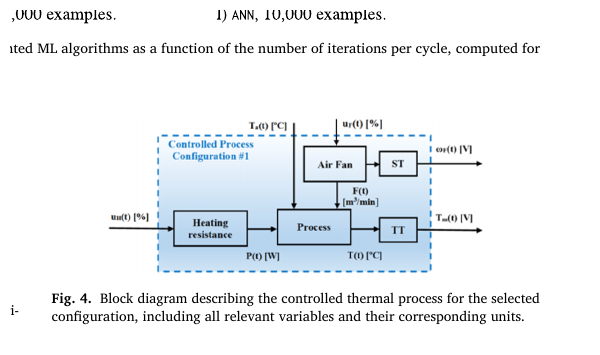 ,000 examples. 1) ANN, 10,000 examples.
ted ML algorithms as a function of the number of iterations per cycle, computed for
Tₐ(t) [°C]
u_f(t) [%]
Controlled Process
Configuration #1
Air Fan
ST
ω_f(t) [V]
F(t)
[m³/min]
u_H(t) [%]
Heating
resistance
Process
TT
T_m(t) [V]
P(t) [W]
T(t) [°C]
Fig. 4. Block diagram describing the controlled thermal process for the selected
i-
configuration, including all relevant variables and their corresponding units.